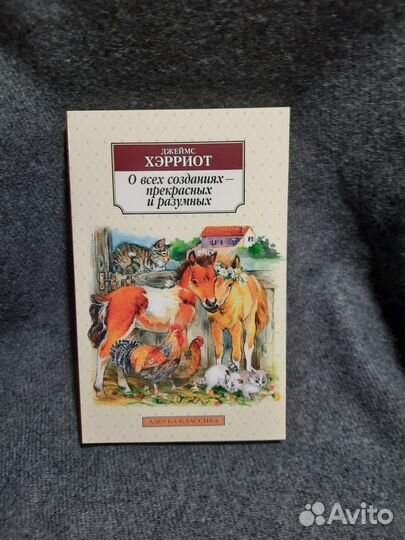 ДЖЕЙМС
ХЭРРИОТ
О всех созданиях –
прекрасных
и разумных
АЗБУКА-КЛАССИКА
Avito